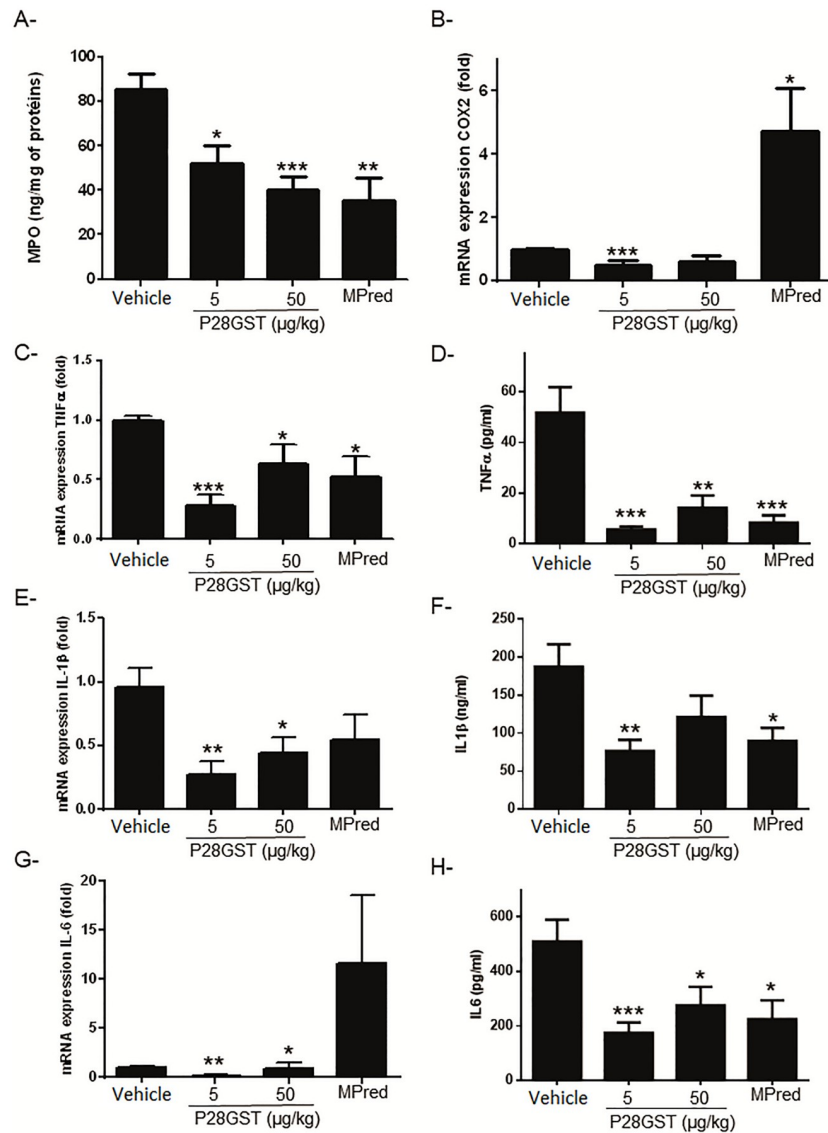 A-
MPO (ng/mg of protéins)
100
80
60
40
20
0
*
***
**
Vehicle
5
50
MPred
P28GST (µg/kg)
B-
mRNA expression COX2 (fold)
6
4
2
0
***
*
Vehicle
5
50
MPred
P28GST (µg/kg)
C-
mRNA expression TNFα (fold)
1.5
1.0
0.5
0.0
***
*
*
Vehicle
5
50
MPred
P28GST (µg/kg)
D-
TNFα (pg/ml)
60
40
20
0
***
**
***
Vehicle
5
50
MPred
P28GST (µg/kg)
E-
mRNA expression IL-1β (fold)
1.5
1.0
0.5
0.0
**
*
Vehicle
5
50
MPred
P28GST (µg/kg)
F-
IL1β (ng/ml)
250
200
150
100
50
0
**
*
Vehicle
5
50
MPred
P28GST (µg/kg)
G-
mRNA expression IL-6 (fold)
20
15
10
5
0
**
*
Vehicle
5
50
MPred
P28GST (µg/kg)
H-
IL6 (pg/ml)
600
400
200
0
***
*
*
Vehicle
5
50
MPred
P28GST (µg/kg)